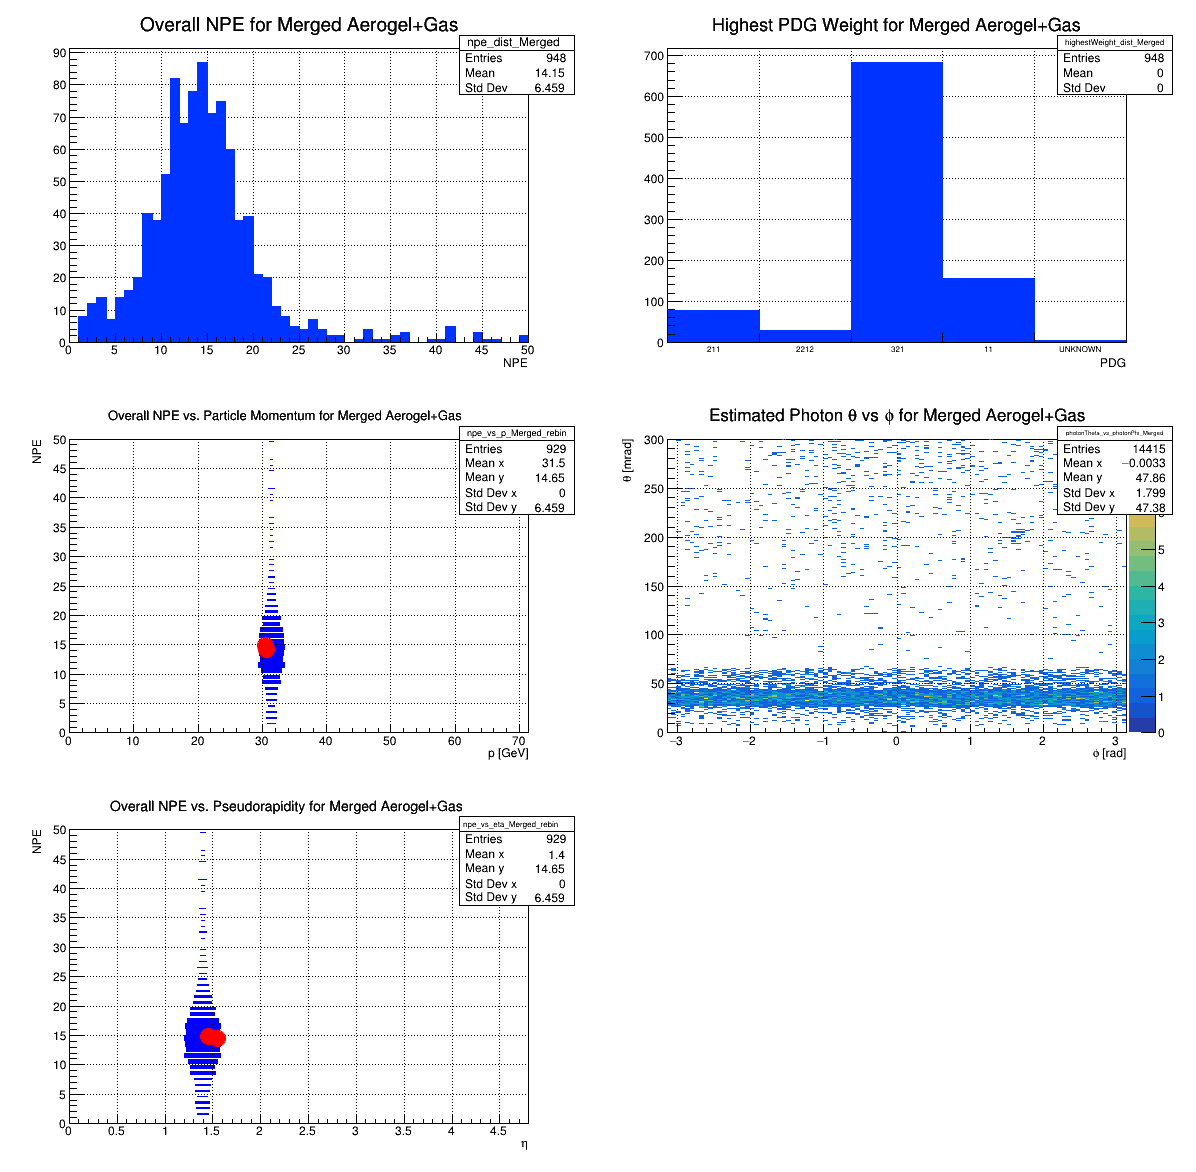 Overall NPE for Merged Aerogel+Gas
npe_dist_Merged
Entries 948
Mean 14.15
Std Dev 6.459
90
80
70
60
50
40
30
20
10
0
0 5 10 15 20 25 30 35 40 45 50
NPE
Highest PDG Weight for Merged Aerogel+Gas
highestWeight_dist_Merged
Entries 948
Mean 0
Std Dev 0
700
600
500
400
300
200
100
0
211 2212 321 11 UNKNOWN
PDG
Overall NPE vs. Particle Momentum for Merged Aerogel+Gas
npe_vs_p_Merged_rebin
Entries 929
Mean x 31.5
Mean y 14.65
Std Dev x 0
Std Dev y 6.459
NPE
50
45
40
35
30
25
20
15
10
5
0
0 10 20 30 40 50 60 70
p [GeV]
Estimated Photon θ vs ϕ for Merged Aerogel+Gas
photonTheta_vs_photonPhi_Merged
Entries 14415
Mean x −0.0033
Mean y 47.86
Std Dev x 1.799
Std Dev y 47.38
θ [mrad]
300
250
200
150
100
50
0
−3 −2 −1 0 1 2 3
ϕ [rad]
5
4
3
2
1
0
Overall NPE vs. Pseudorapidity for Merged Aerogel+Gas
npe_vs_eta_Merged_rebin
Entries 929
Mean x 1.4
Mean y 14.65
Std Dev x 0
Std Dev y 6.459
NPE
50
45
40
35
30
25
20
15
10
5
0
0 0.5 1 1.5 2 2.5 3 3.5 4 4.5
η